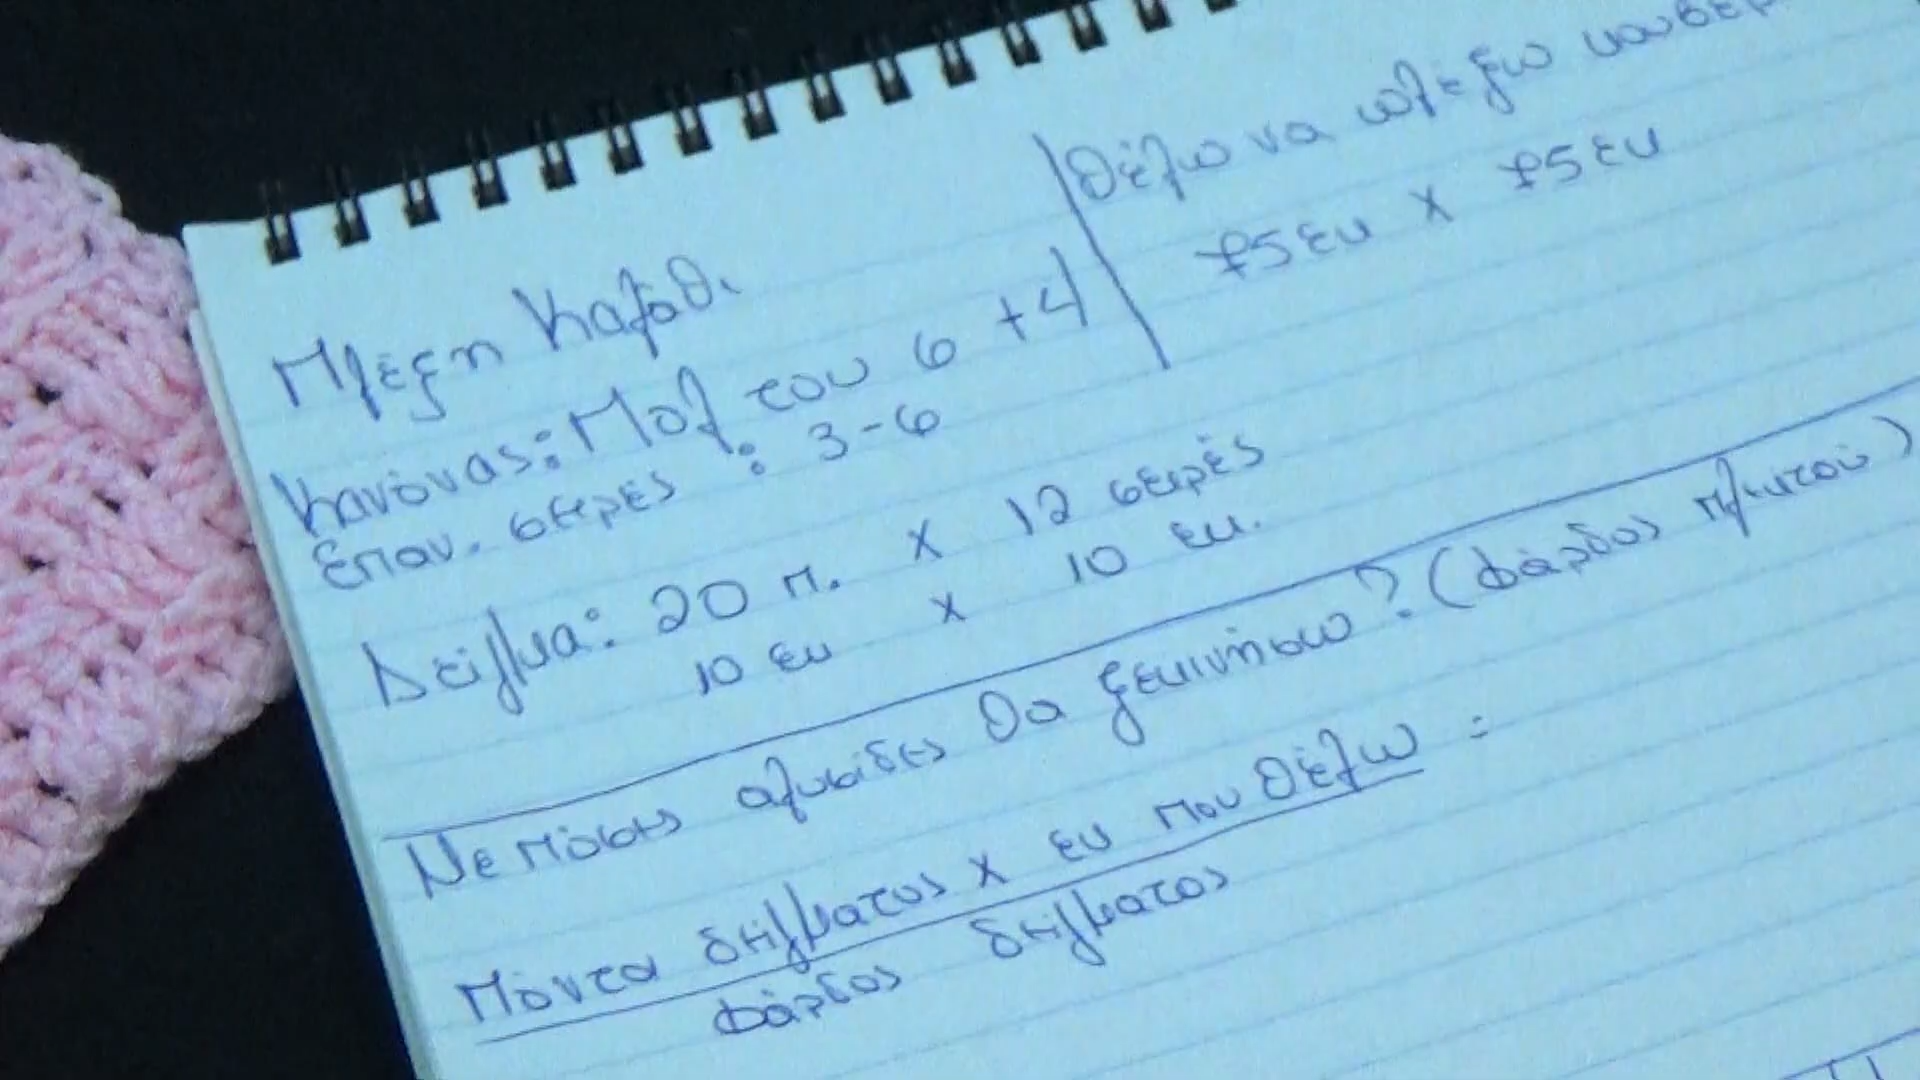 Πλέξη Καλάθι
Κανόνας: Πολ του 6 +4
Επαν. σειρές : 3-6
Θέλω να πλέξω
75εκ x 75εκ
Δείγμα: 20 π. x 12 σειρές
10 εκ x 10 εκ.
Με πόσες αλυσίδες θα ξεκινήσω? (Φάρδος πλεκτού)
Πόντοι δείγματος x εκ που θέλω =
Φάρδος δείγματος